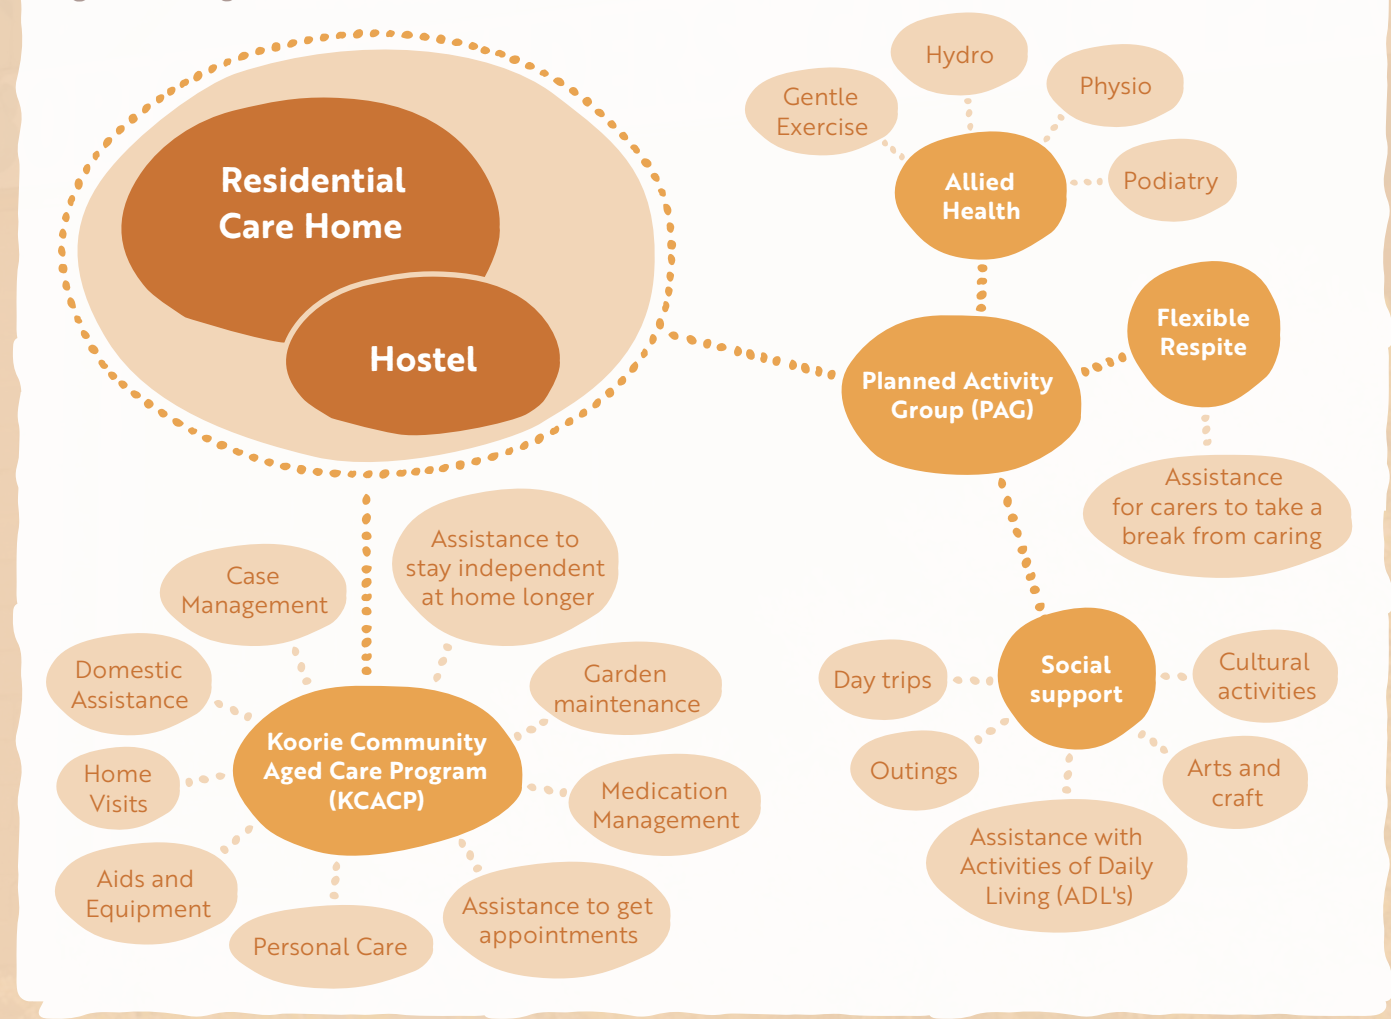 Residential
Care Home
Hostel
Hydro
Gentle
Exercise
Physio
Allied
Health
Podiatry
Flexible
Respite
Planned Activity
Group (PAG)
Assistance
for carers to take a
break from caring
Assistance to
stay independent
at home longer
Case
Management
Domestic
Assistance
Garden
maintenance
Koorie Community
Aged Care Program
(KCACP)
Home
Visits
Medication
Management
Aids and
Equipment
Personal Care
Assistance to get
appointments
Social
support
Day trips
Cultural
activities
Outings
Arts and
craft
Assistance with
Activities of Daily
Living (ADL's)